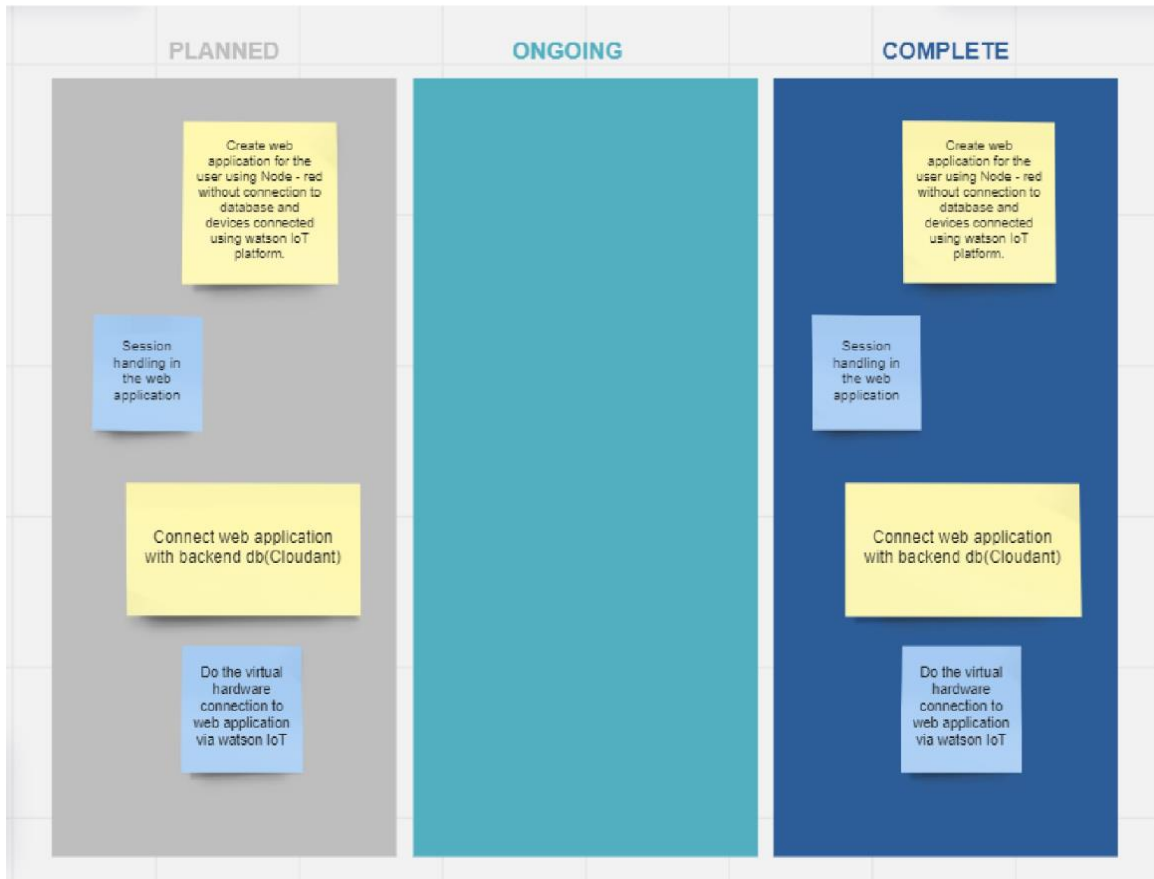 PLANNED
ONGOING
COMPLETE
Create web
application for the
user using Node - red
without connection to
database and
devices connected
using watson IoT
platform.
Session
handling in
the web
application
Connect web application
with backend db(Cloudant)
Do the virtual
hardware
connection to
web application
via watson IoT
Create web
application for the
user using Node - red
without connection to
database and
devices connected
using watson IoT
platform.
Session
handling in
the web
application
Connect web application
with backend db(Cloudant)
Do the virtual
hardware
connection to
web application
via watson IoT